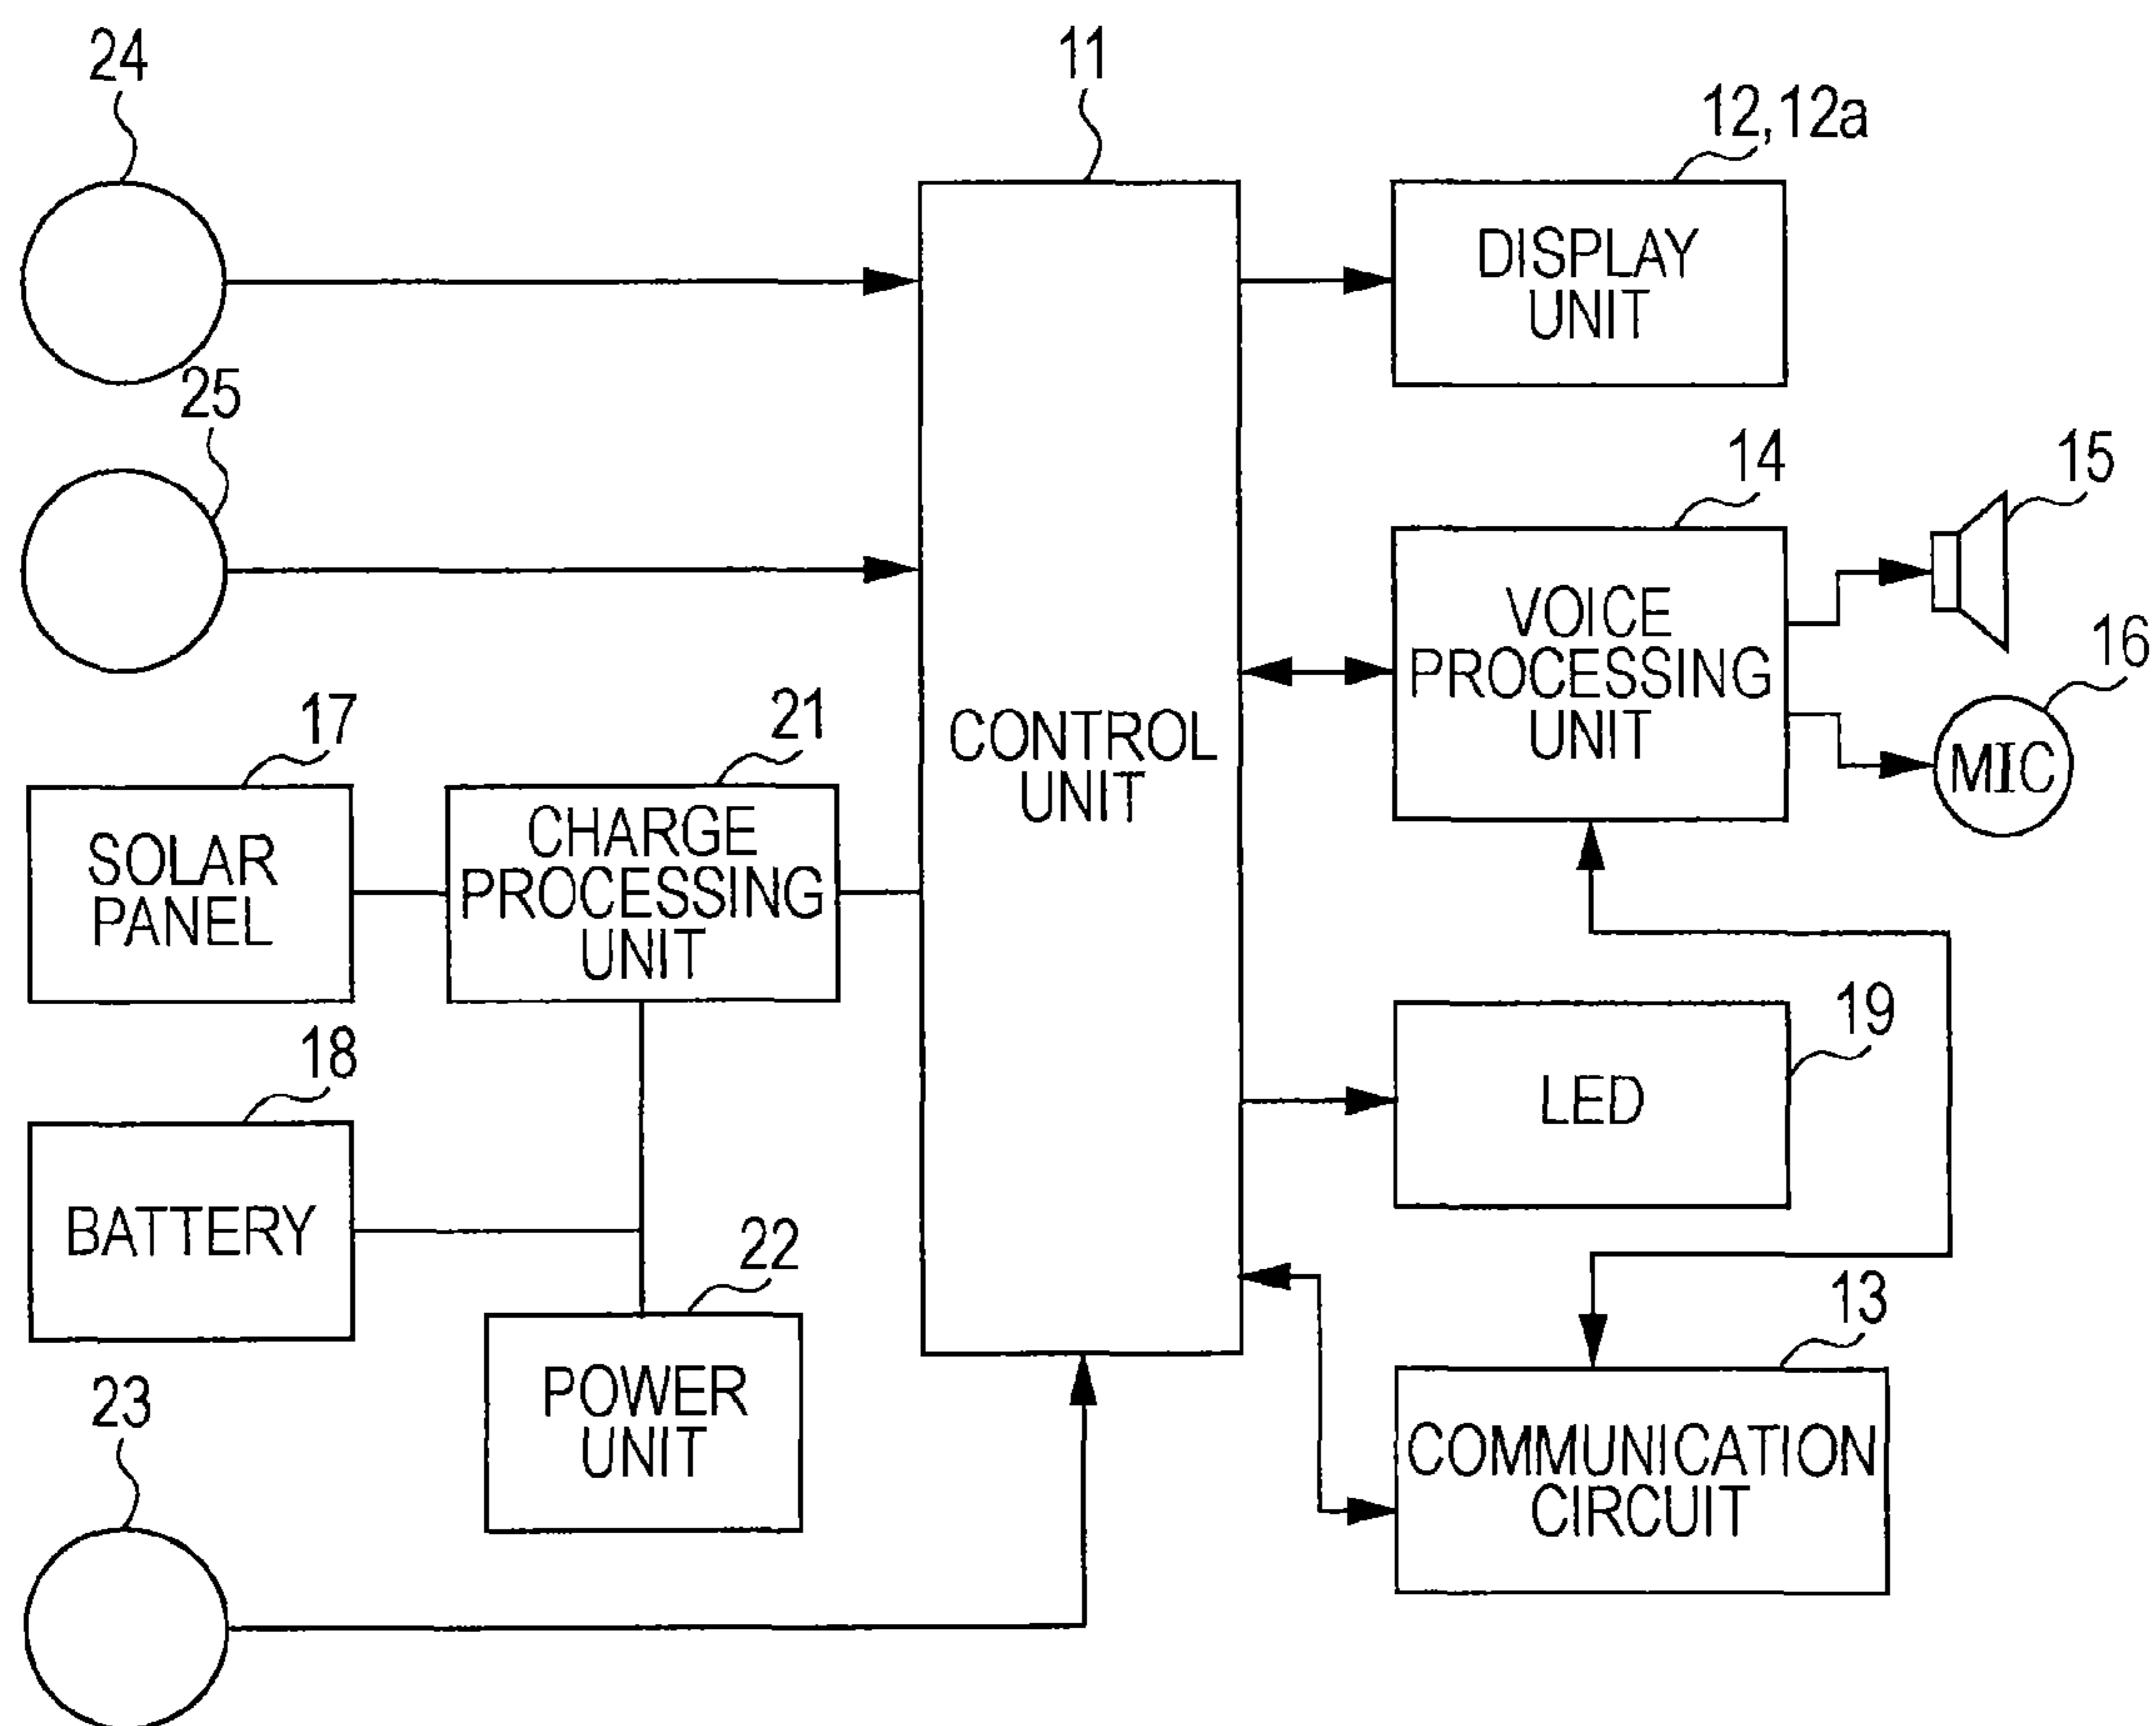 24
11
12,12a
DISPLAY
UNIT
25
14
15
VOICE
PROCESSING
UNIT
16
MIC
CONTROL
UNIT
17
21
SOLAR
PANEL
CHARGE
PROCESSING
UNIT
18
19
LED
BATTERY
22
POWER
UNIT
13
COMMUNICATION
CIRCUIT
23